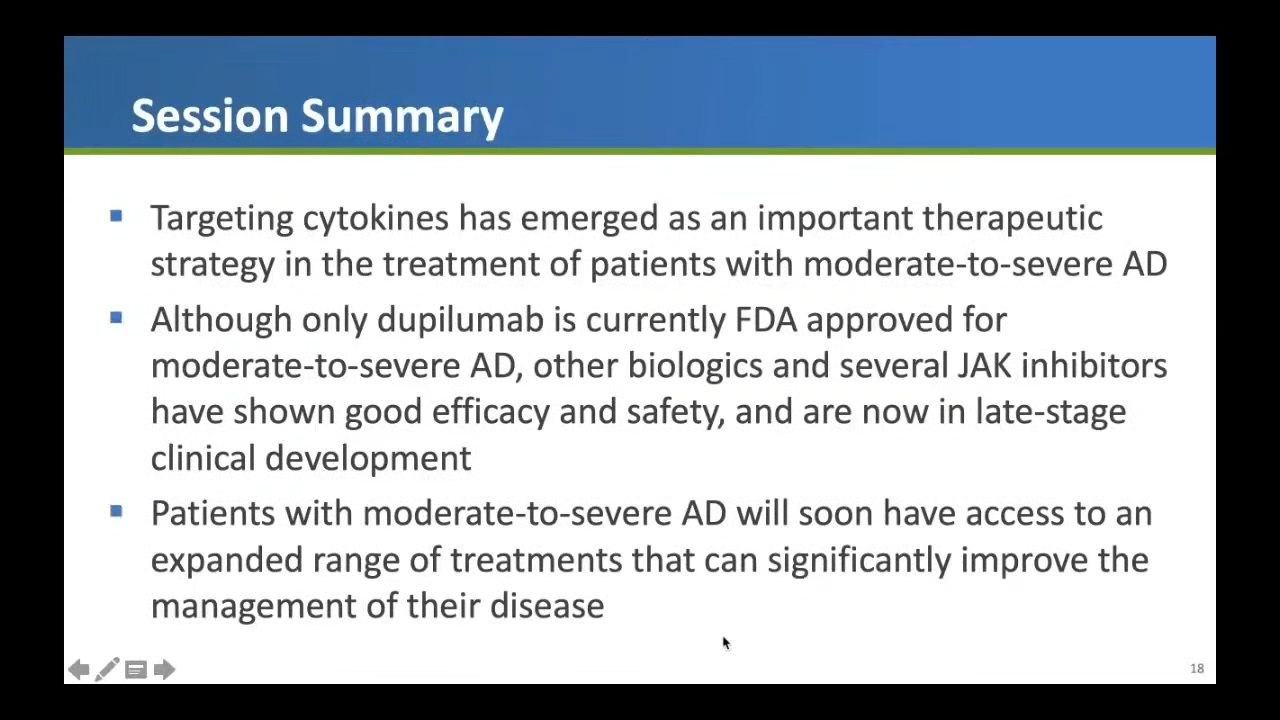 Session Summary
Targeting cytokines has emerged as an important therapeutic
strategy in the treatment of patients with moderate-to-severe AD
Although only dupilumab is currently FDA approved for
moderate-to-severe AD, other biologics and several JAK inhibitors
have shown good efficacy and safety, and are now in late-stage
clinical development
Patients with moderate-to-severe AD will soon have access to an
expanded range of treatments that can significantly improve the
management of their disease
18